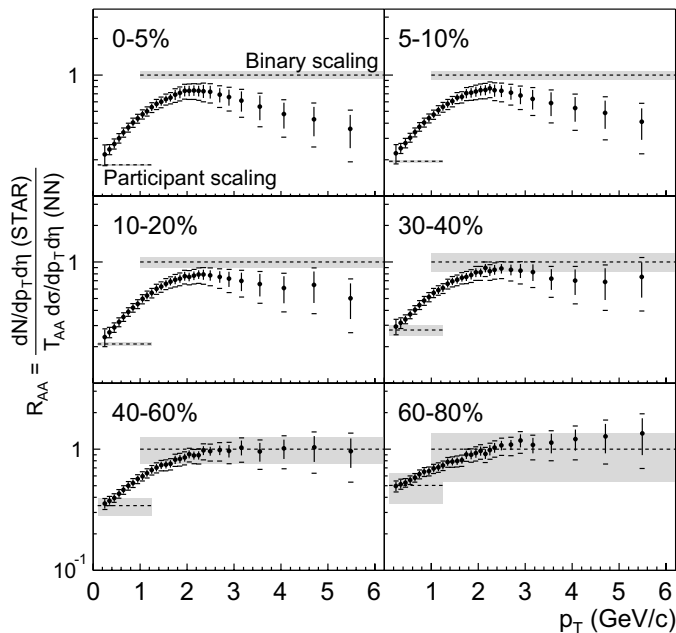 0-5%
5-10%
Binary scaling
1
Participant scaling
10-20%
30-40%
1
R_AA = dN/dp_T dη (STAR)
T_AA dσ/dp_T dη (NN)
40-60%
60-80%
1
10^-1
0 1 2 3 4 5 6 1 2 3 4 5 6
p_T (GeV/c)